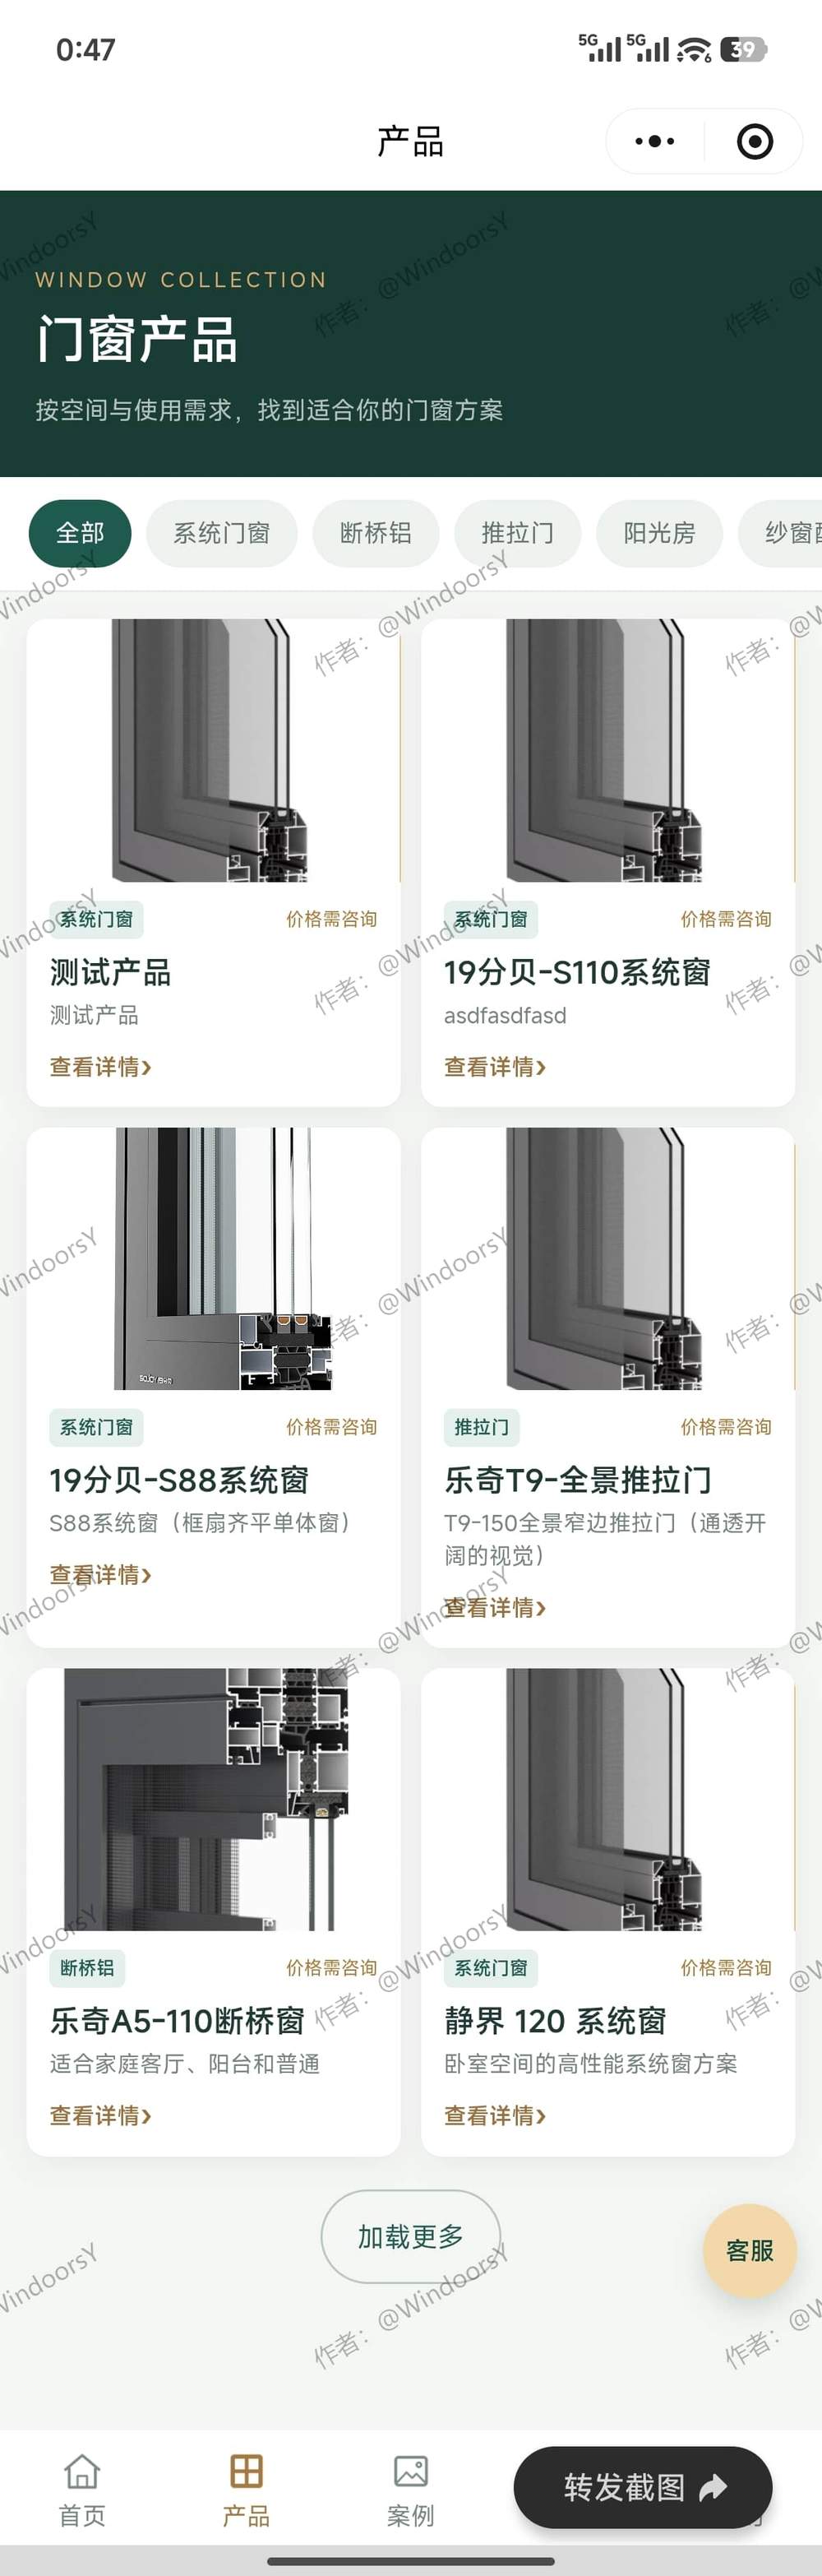 0:47
5G 5G 6 39
产品
WINDOW COLLECTION
门窗产品
按空间与使用需求，找到适合你的门窗方案
全部 系统门窗 断桥铝 推拉门 阳光房 纱窗
系统门窗 价格需咨询
测试产品
测试产品
查看详情›
系统门窗 价格需咨询
19分贝-S110系统窗
asdfasdfasd
查看详情›
系统门窗 价格需咨询
19分贝-S88系统窗
S88系统窗（框扇齐平单体窗）
查看详情›
推拉门 价格需咨询
乐奇T9-全景推拉门
T9-150全景窄边推拉门（通透开
阔的视觉）
查看详情›
断桥铝 价格需咨询
乐奇A5-110断桥窗
适合家庭客厅、阳台和普通
查看详情›
系统门窗 价格需咨询
静界 120 系统窗
卧室空间的高性能系统窗方案
查看详情›
加载更多
客服
首页 产品 案例
转发截图
作者：@WindoorsY